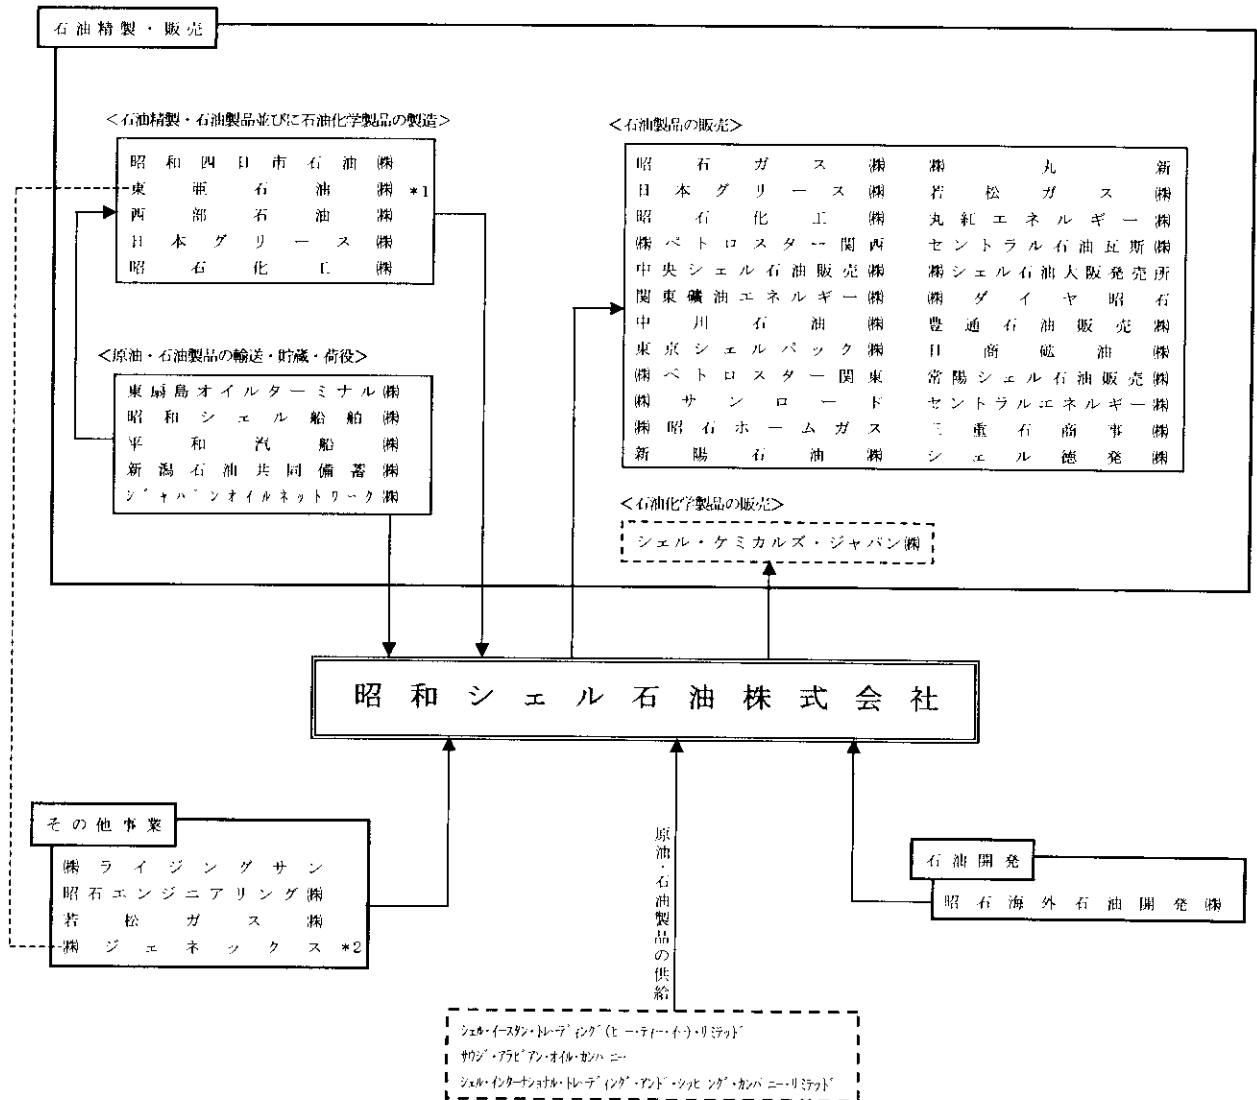 石油精製・販売
＜石油精製・石油製品並びに石油化学製品の製造＞
昭和四日市石油㈱
東亜石油㈱ *1
西部石油㈱
日本グリース㈱
昭石化工㈱
＜原油・石油製品の輸送・貯蔵・荷役＞
東扇島オイルターミナル㈱
昭和シェル船舶㈱
平和汽船㈱
新潟石油共同備蓄㈱
ジャパンオイルネットワーク㈱
＜石油製品の販売＞
昭石ガス㈱ ㈱丸新
日本グリース㈱ 若松ガス㈱
昭石化工㈱ 丸紅エネルギー㈱
㈱ペトロスター関西 セントラル石油瓦斯㈱
中央シェル石油販売㈱ ㈱シェル石油大阪発売所
関東礦油エネルギー㈱ ㈱ダイヤ昭石
中川石油㈱ 豊通石油販売㈱
東京シェルパック㈱ 日商砿油㈱
㈱ペトロスター関東 常陽シェル石油販売㈱
㈱サンロード セントラルエネルギー㈱
㈱昭石ホームガス 三重石商事㈱
新陽石油㈱ シェル徳発㈱
＜石油化学製品の販売＞
シェル・ケミカルズ・ジャパン㈱
昭和シェル石油株式会社
その他事業
㈱ライジングサン
昭石エンジニアリング㈱
若松ガス㈱
㈱ジェネックス *2
原油・石油製品の供給
石油開発
昭石海外石油開発㈱
シェル・イースタン・トレーディング(ピー・ティー・イー)・リミテッド
サウジ・アラビアン・オイル・カンパニー
シェル・インターナショナル・トレーディング・アンド・シッピング・カンパニー・リミテッド